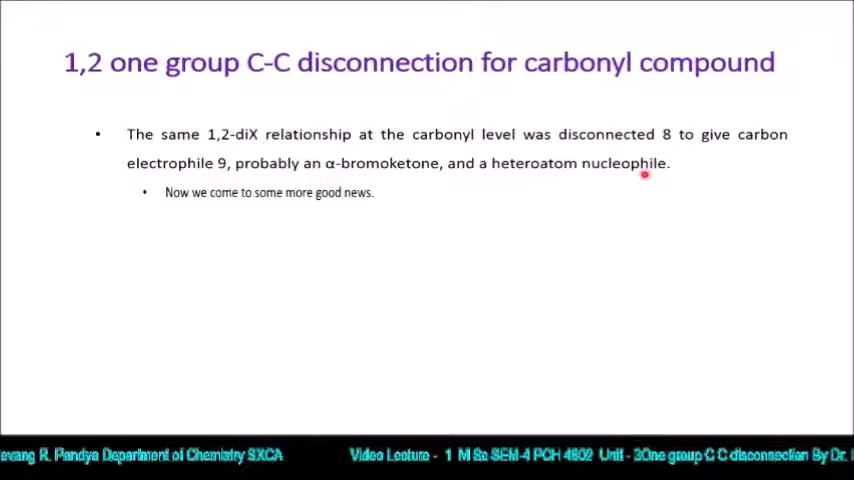 1,2 one group C-C disconnection for carbonyl compound
• The same 1,2-diX relationship at the carbonyl level was disconnected 8 to give carbon
electrophile 9, probably an α-bromoketone, and a heteroatom nucleophile.
• Now we come to some more good news.
evang R. Pandya Department of Chemistry SXCA Video Lecture - 1 M Sc SEM-4 PCH 4802 Unit - 3One group C C disconnection By Dr.